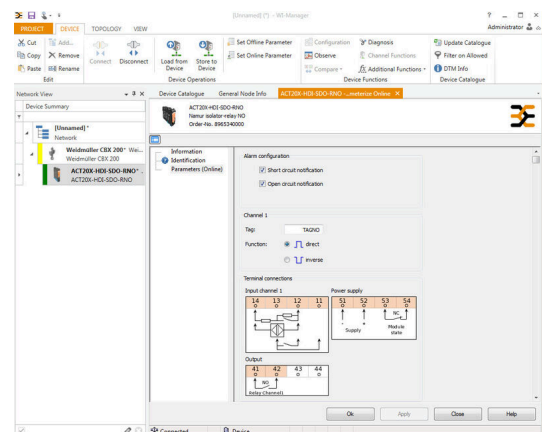 [Unnamed] (*) - WI-Manager
PROJECT DEVICE TOPOLOGY VIEW
Administrator
Cut Add...
Copy Remove
Paste Rename
Edit
Connect Disconnect
Load from Device
Store to Device
Device Operations
Set Offline Parameter
Set Online Parameter
Configuration
Observe
Compare
Diagnosis
Channel Functions
Additional Functions
Device Functions
Update Catalogue
Filter on Allowed
DTM Info
Device Catalogue
Network View
Device Summary
[Unnamed] *
Network
Weidmuller CBX 200* Wei...
Weidmuller CBX 200
ACT20X-HDI-SDO-RNO* -
ACT20X-HDI-SDO-RNO
Device Catalogue General Node Info ACT20X-HDI-SDO-RNO -...meterize Online
ACT20X-HDI-SDO-RNO
Namur isolator-relay NO
Order-No. 8965340000
Information
Identification
Parameters (Online)
Alarm configuration
Short circuit notification
Open circuit notification
Channel 1
Tag: TAGNO
Function: direct
inverse
Terminal connections
Input channel 1 Power supply
14 13 12 11 51 52 53 54
NC
Supply Module state
Output
41 42 43 44
NO
Relay Channel1
Ok Apply Close Help
Connected Device